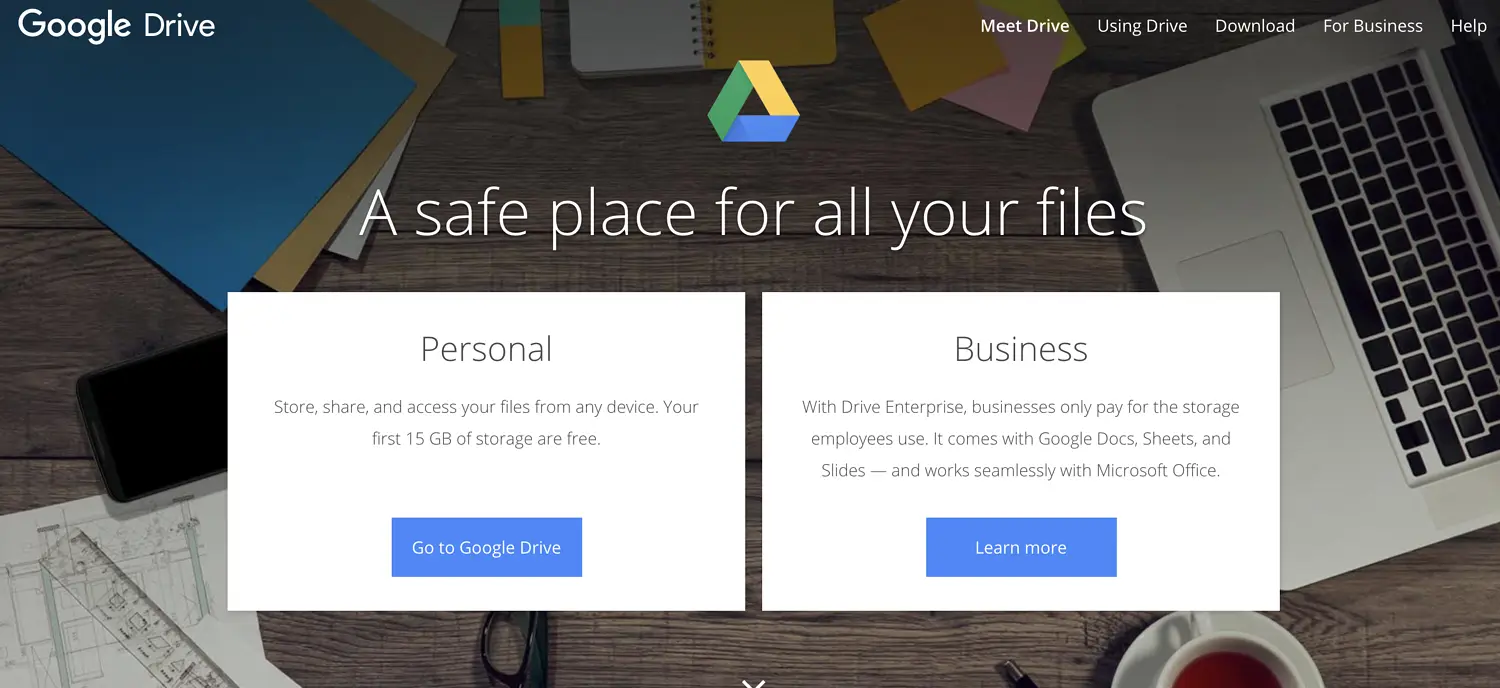 Google Drive
Meet Drive
Using Drive
Download
For Business
Help
A safe place for all your files
Personal
Store, share, and access your files from any device. Your
first 15 GB of storage are free.
Go to Google Drive
Business
With Drive Enterprise, businesses only pay for the storage
employees use. It comes with Google Docs, Sheets, and
Slides — and works seamlessly with Microsoft Office.
Learn more